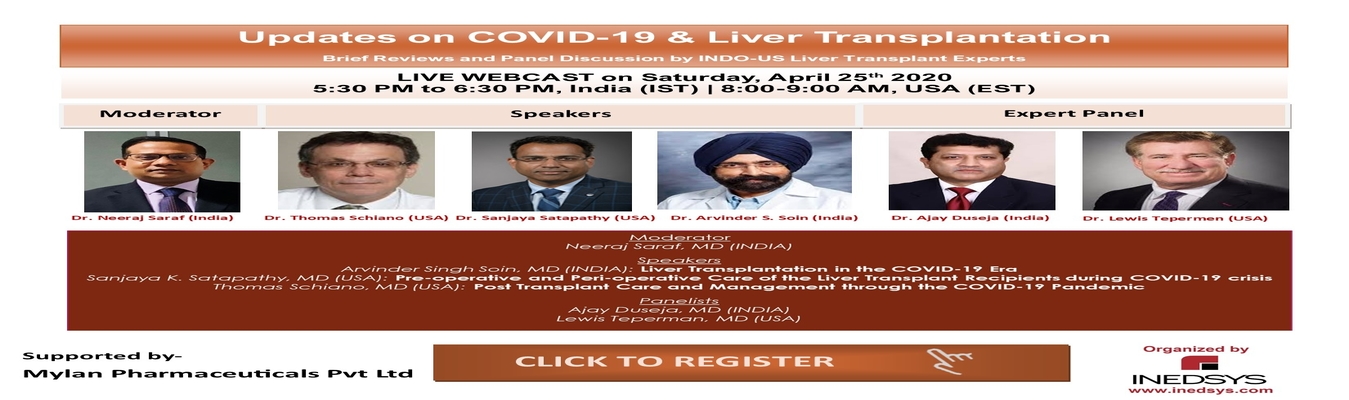 Updates on COVID-19 & Liver Transplantation
Brief Reviews and Panel Discussion by INDO-US Liver Transplant Experts
LIVE WEBCAST on Saturday, April 25th 2020
5:30 PM to 6:30 PM, India (IST) | 8:00-9:00 AM, USA (EST)
Moderator
Speakers
Expert Panel
Dr. Neeraj Saraf (India)
Dr. Thomas Schiano (USA)
Dr. Sanjaya Satapathy (USA)
Dr. Arvinder S. Soin (India)
Dr. Ajay Duseja (India)
Dr. Lewis Tepermen (USA)
Moderator
Neeraj Saraf, MD (INDIA)
Speakers
Arvinder Singh Soin, MD (INDIA): Liver Transplantation in the COVID-19 Era
Sanjaya K. Satapathy, MD (USA): Pre-operative and Peri-operative Care of the Liver Transplant Recipients during COVID-19 crisis
Thomas Schiano, MD (USA): Post Transplant Care and Management through the COVID-19 Pandemic
Panelists
Ajay Duseja, MD (INDIA)
Lewis Teperman, MD (USA)
Supported by-
Mylan Pharmaceuticals Pvt Ltd
CLICK TO REGISTER
Organized by
INEDSYS
www.inedsys.com